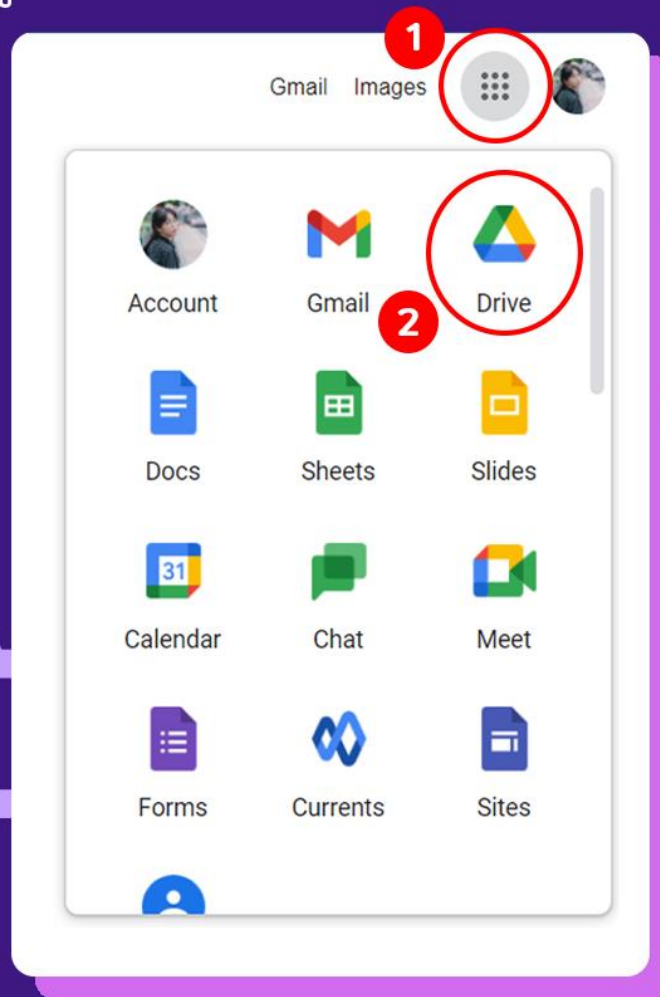 1
Gmail Images
Account Gmail Drive
2
Docs Sheets Slides
31
Calendar Chat Meet
Forms Currents Sites